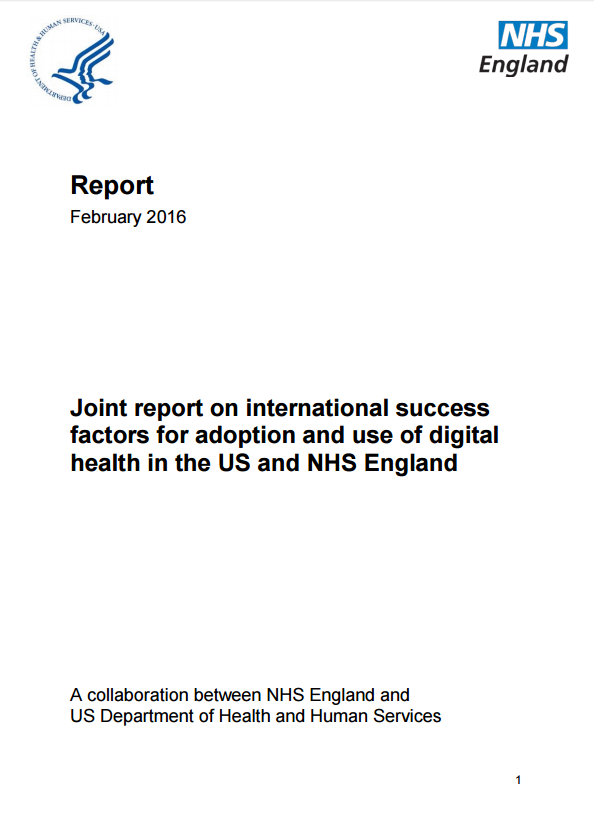 DEPARTMENT OF HEALTH & HUMAN SERVICES · USA
NHS
England
Report
February 2016
Joint report on international success
factors for adoption and use of digital
health in the US and NHS England
A collaboration between NHS England and
US Department of Health and Human Services
1